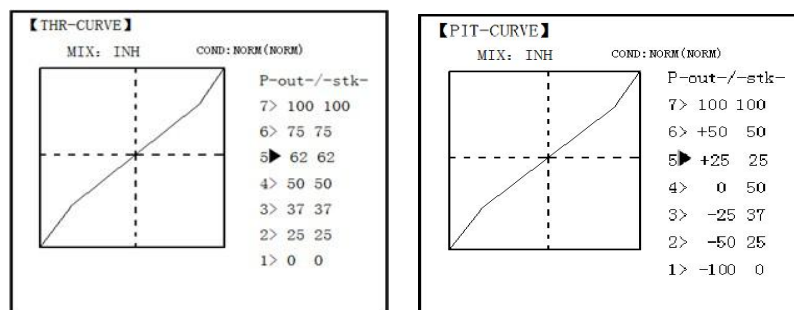 【THR-CURVE】
MIX: INH COND:NORM(NORM)
P-out-/-stk-
7> 100 100
6> 75 75
5▶ 62 62
4> 50 50
3> 37 37
2> 25 25
1> 0 0
【PIT-CURVE】
MIX: INH COND:NORM(NORM)
P-out-/-stk-
7> 100 100
6> +50 50
5▶ +25 25
4> 0 50
3> -25 37
2> -50 25
1> -100 0